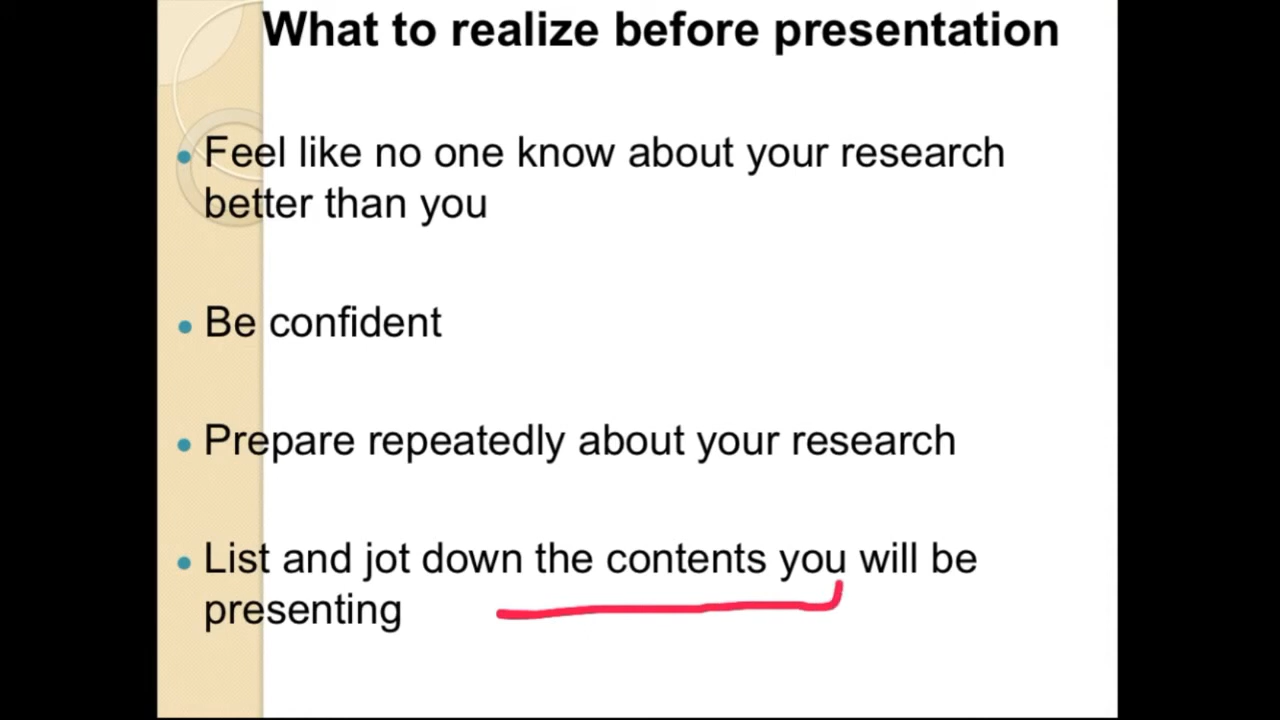 What to realize before presentation
Feel like no one know about your research
better than you
Be confident
Prepare repeatedly about your research
List and jot down the contents you will be
presenting